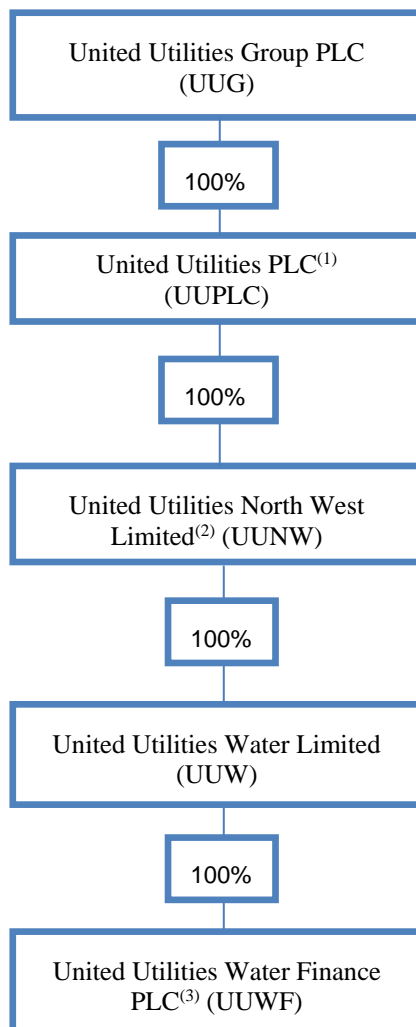 United Utilities Group PLC
(UUG)
100%
United Utilities PLC(1)
(UUPLC)
100%
United Utilities North West
Limited(2) (UUNW)
100%
United Utilities Water Limited
(UUW)
100%
United Utilities Water Finance
PLC(3) (UUWF)